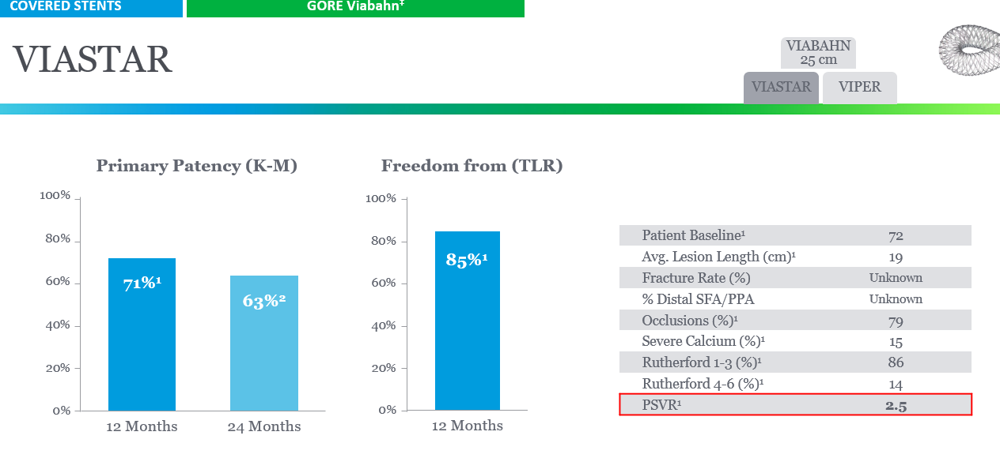 COVERED STENTS
GORE Viabahn‡
VIASTAR
VIABAHN
25 cm
VIASTAR
VIPER
Primary Patency (K-M)
100%
80%
60%
40%
20%
0%
71%¹
63%²
12 Months
24 Months
Freedom from (TLR)
100%
80%
60%
40%
20%
0%
85%¹
12 Months
Patient Baseline¹ 72
Avg. Lesion Length (cm)¹ 19
Fracture Rate (%) Unknown
% Distal SFA/PPA Unknown
Occlusions (%)¹ 79
Severe Calcium (%)¹ 15
Rutherford 1-3 (%)¹ 86
Rutherford 4-6 (%)¹ 14
PSVR¹ 2.5